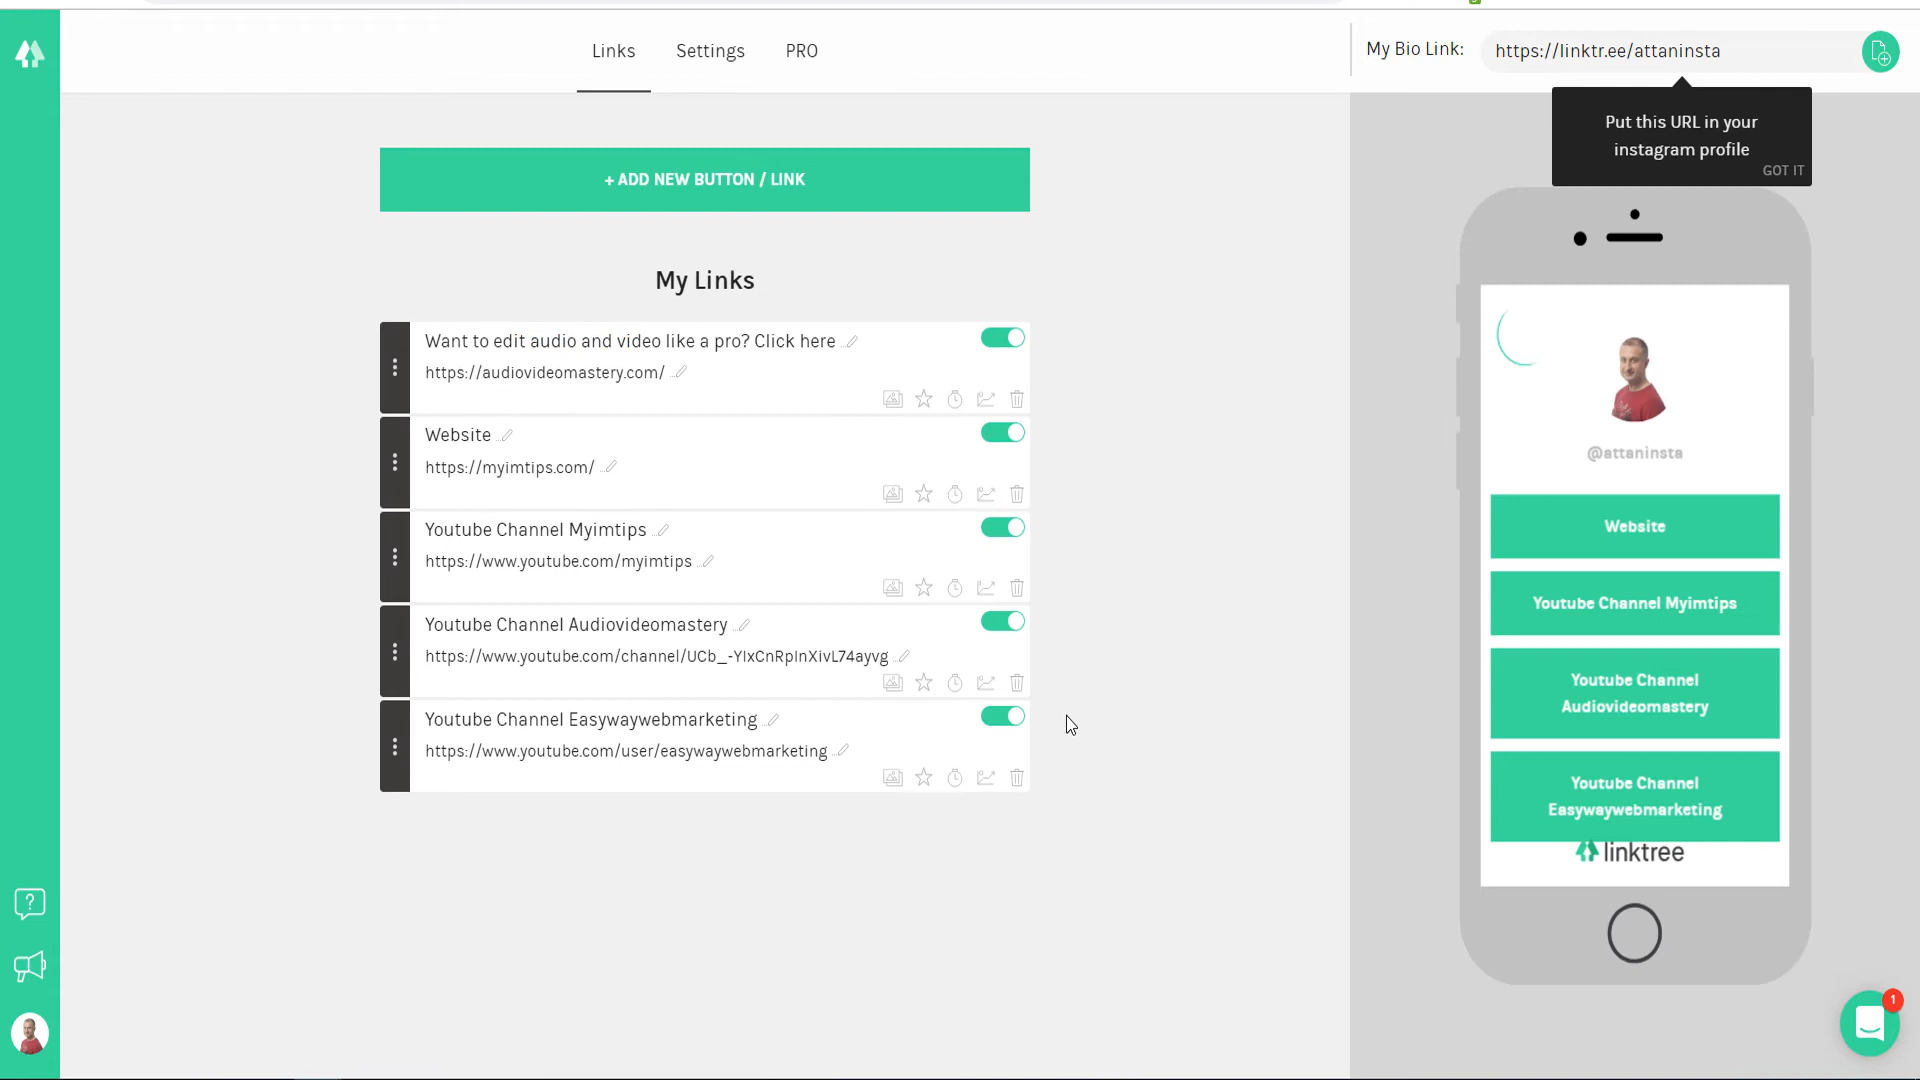 Links Settings PRO
My Bio Link: https://linktr.ee/attaninsta
Put this URL in your
instagram profile
GOT IT
+ ADD NEW BUTTON / LINK
My Links
Want to edit audio and video like a pro? Click here
https://audiovideomastery.com/
Website
https://myimtips.com/
Youtube Channel Myimtips
https://www.youtube.com/myimtips
Youtube Channel Audiovideomastery
https://www.youtube.com/channel/UCb_-YIxCnRpInXivL74ayvg
Youtube Channel Easywaywebmarketing
https://www.youtube.com/user/easywaywebmarketing
@attaninsta
Website
Youtube Channel Myimtips
Youtube Channel
Audiovideomastery
Youtube Channel
Easywaywebmarketing
linktree
?
1